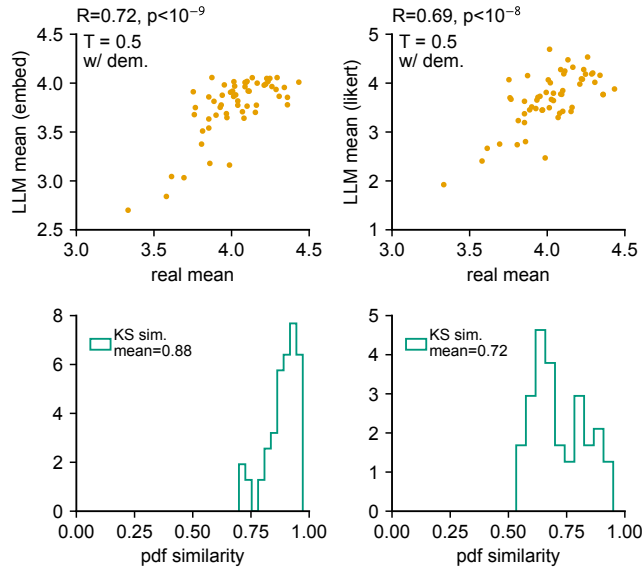 R=0.72, p<10⁻⁹
T = 0.5
w/ dem.
4.5
4.0
3.5
3.0
2.5
LLM mean (embed)
3.0 3.5 4.0 4.5
real mean
R=0.69, p<10⁻⁸
T = 0.5
w/ dem.
5
4
3
2
1
LLM mean (likert)
3.0 3.5 4.0 4.5
real mean
KS sim.
mean=0.88
8
6
4
2
0
0.00 0.25 0.50 0.75 1.00
pdf similarity
KS sim.
mean=0.72
5
4
3
2
1
0
0.00 0.25 0.50 0.75 1.00
pdf similarity